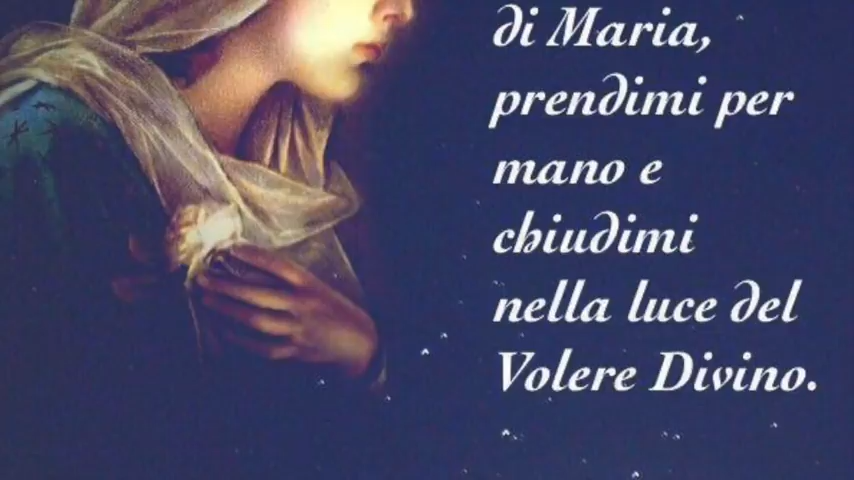 di Maria,
prendimi per
mano e
chiudimi
nella luce del
Volere Divino.